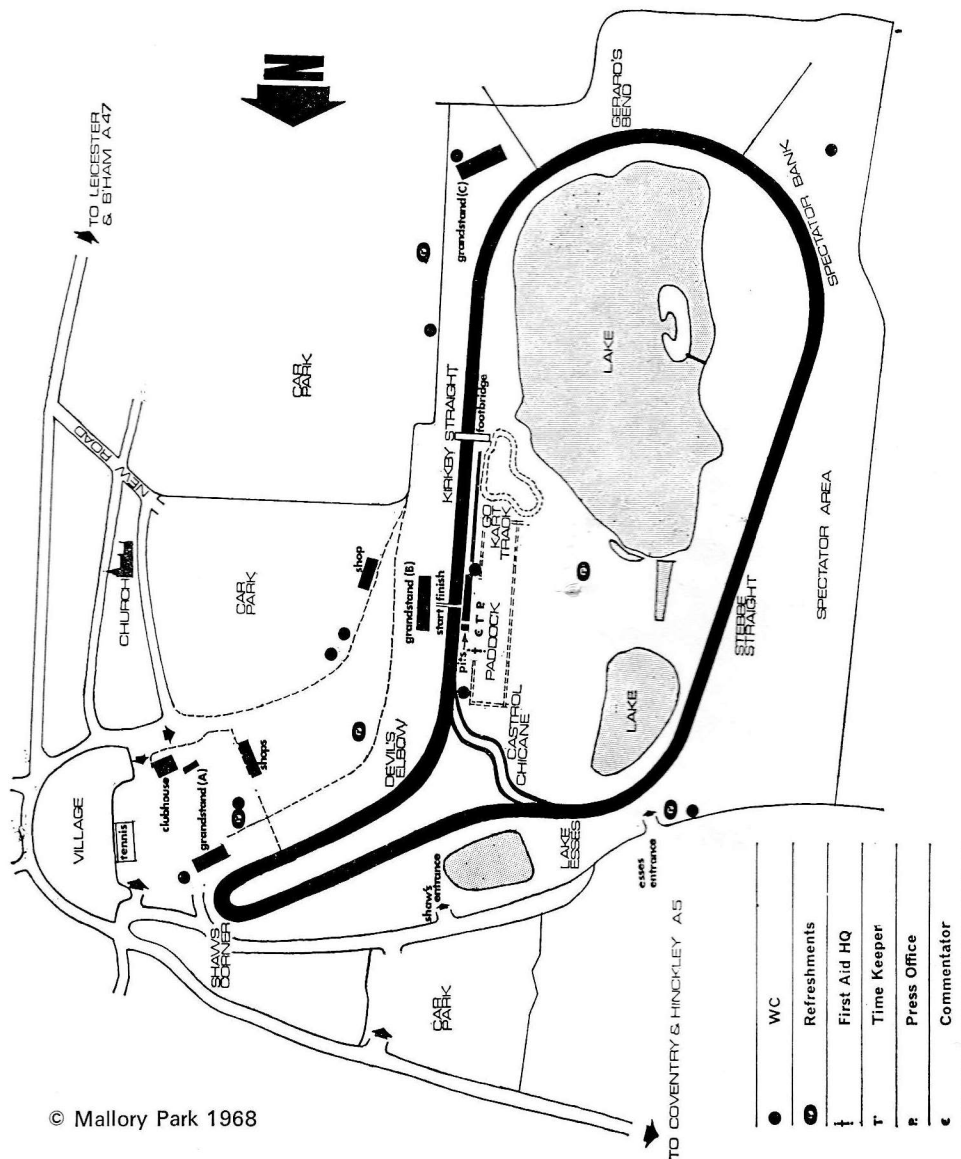 N
TO LEICESTER
& B'HAM A47
NEW ROAD
CHURCH
VILLAGE
tennis
clubhouse
grandstand (A)
shops
CAR
PARK
CAR
PARK
shop
grandstand (B)
start finish
KIRKBY STRAIGHT
footbridge
grandstand (C)
GERARD'S
BEND
SPECTATOR BANK
LAKE
GO
KART
TRACK
pits
† c T P.
PADDOCK
DEVIL'S
ELBOW
CASTROL
CHICANE
LAKE
STEBBE
STRAIGHT
SPECTATOR AREA
LAKE
ESSES
esses
entrance
shaw's
entrance
SHAWS
CORNER
CAR
PARK
TO COVENTRY & HINCKLEY A5
WC
Refreshments
† First Aid HQ
T Time Keeper
P. Press Office
c Commentator
© Mallory Park 1968